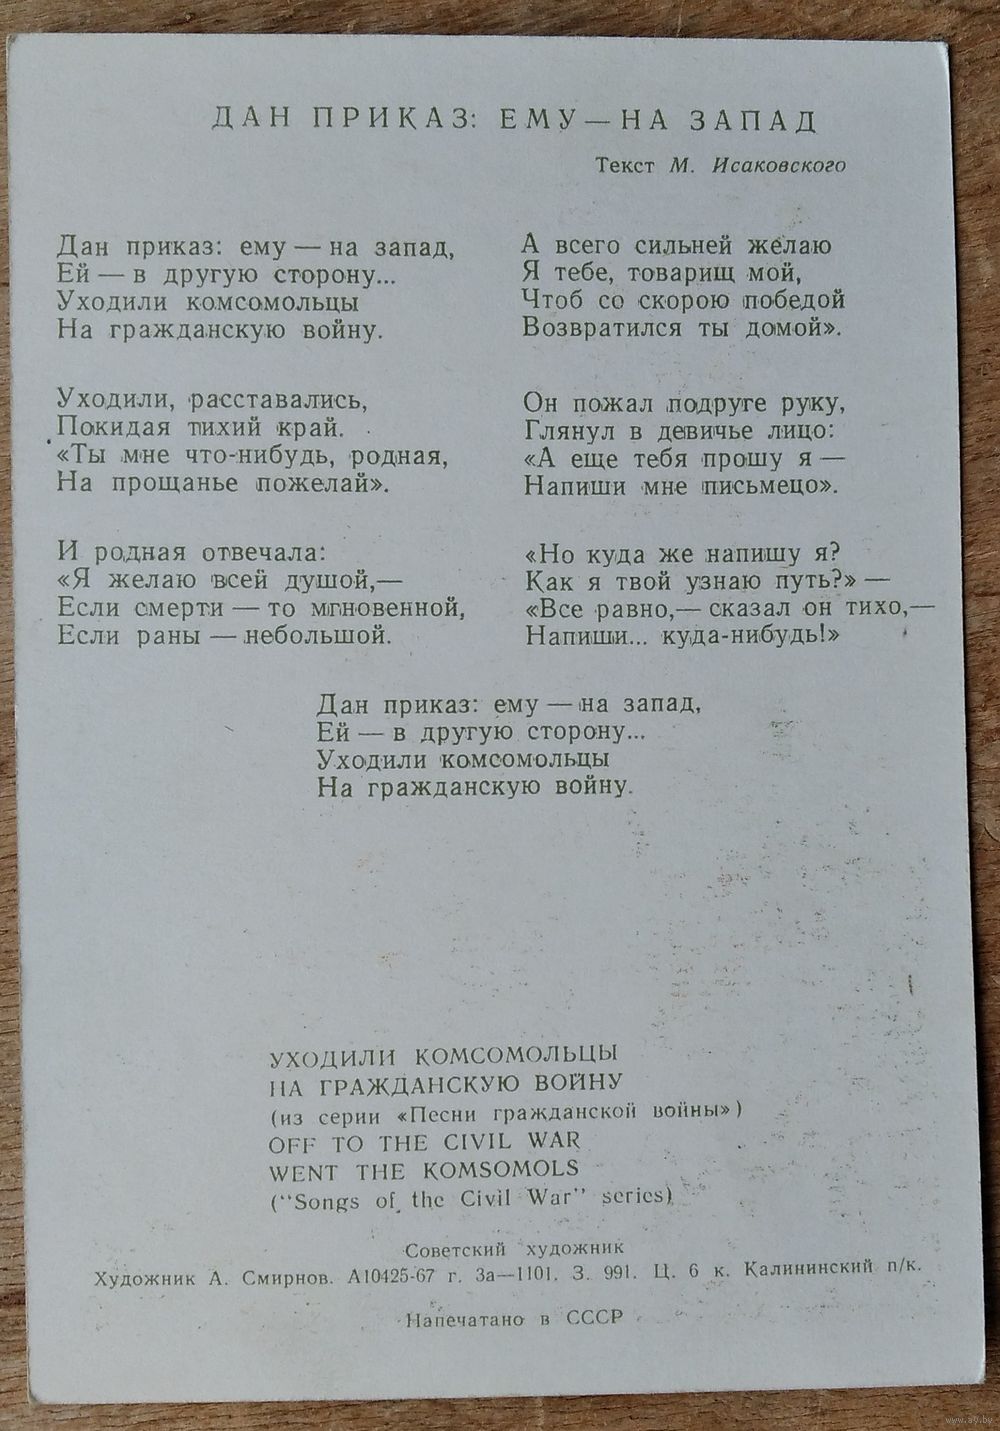 ДАН ПРИКАЗ: ЕМУ — НА ЗАПАД
Текст М. Исаковского
Дан приказ: ему — на запад,
Ей — в другую сторону...
Уходили комсомольцы
На гражданскую войну.
Уходили, расставались,
Покидая тихий край.
«Ты мне что-нибудь, родная,
На прощанье пожелай».
И родная отвечала:
«Я желаю всей душой,—
Если смерти — то мгновенной,
Если раны — небольшой.
А всего сильней желаю
Я тебе, товарищ мой,
Чтоб со скорою победой
Возвратился ты домой».
Он пожал подруге руку,
Глянул в девичье лицо:
«А еще тебя прошу я —
Напиши мне письмецо».
«Но куда же напишу я?
Как я твой узнаю путь?» —
«Все равно,— сказал он тихо,—
Напиши... куда-нибудь!»
Дан приказ: ему — на запад,
Ей — в другую сторону...
Уходили комсомольцы
На гражданскую войну.
УХОДИЛИ КОМСОМОЛЬЦЫ
НА ГРАЖДАНСКУЮ ВОЙНУ
(из серии «Песни гражданской войны»)
OFF TO THE CIVIL WAR
WENT THE KOMSOMOLS
(“Songs of the Civil War” series)
Советский художник
Художник А. Смирнов. А10425-67 г. За—1101. З. 991. Ц. 6 к. Калининский п/к.
Напечатано в СССР
www.ay.by